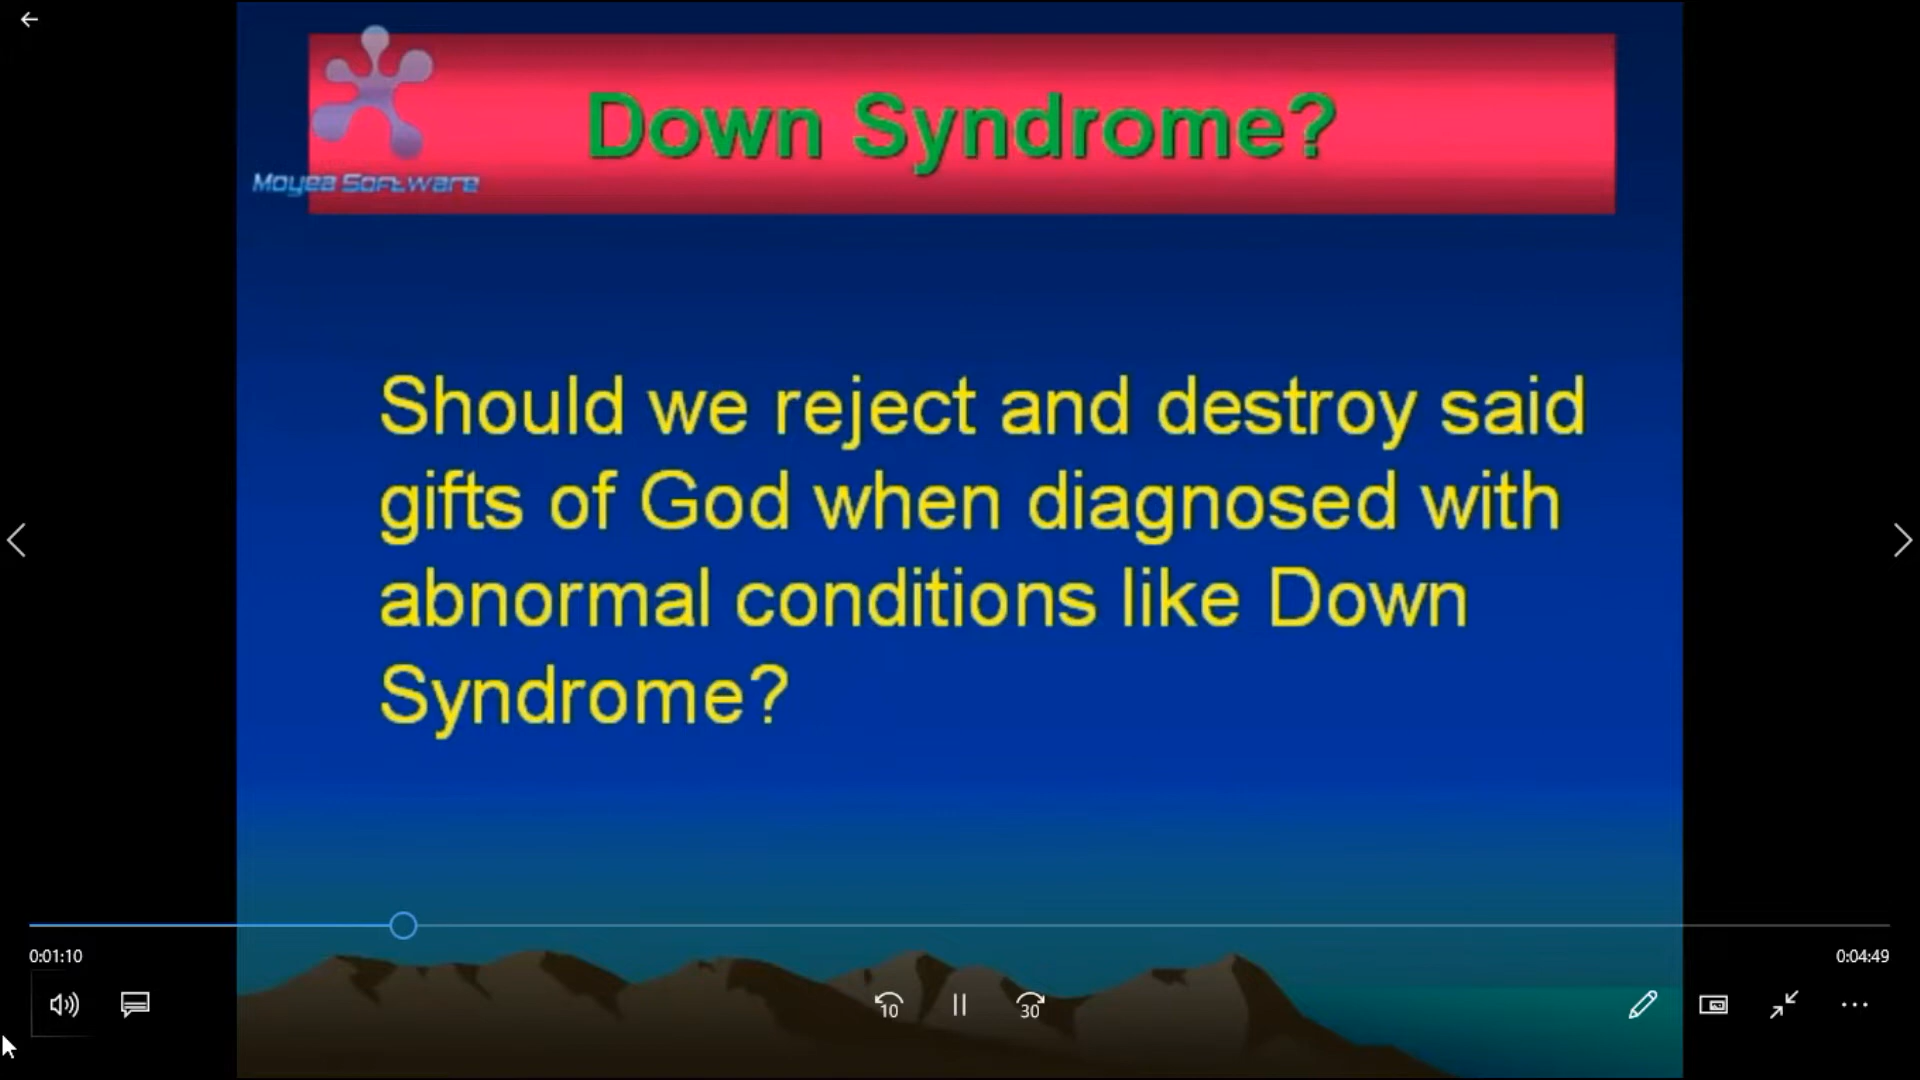 Down Syndrome?
Moyea Software
Should we reject and destroy said
gifts of God when diagnosed with
abnormal conditions like Down
Syndrome?
0:01:10
0:04:49
10
30